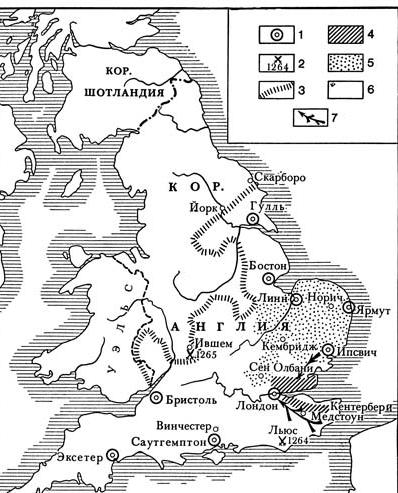 1
4
2
1264
5
3
6
7
КОР.
ШОТЛАНДИЯ
КОР.
Скарборо
Йорк
Гулль
Бостон
Линн
Норич
Ярмут
УЭЛЬС
АНГЛИЯ
Ившем
1265
Кембридж
Ипсвич
Сен Олбани
Лондон
Кентербери
Медстоун
Бристоль
Винчестер
Саутгемптон
Льюс
1264
Эксетер